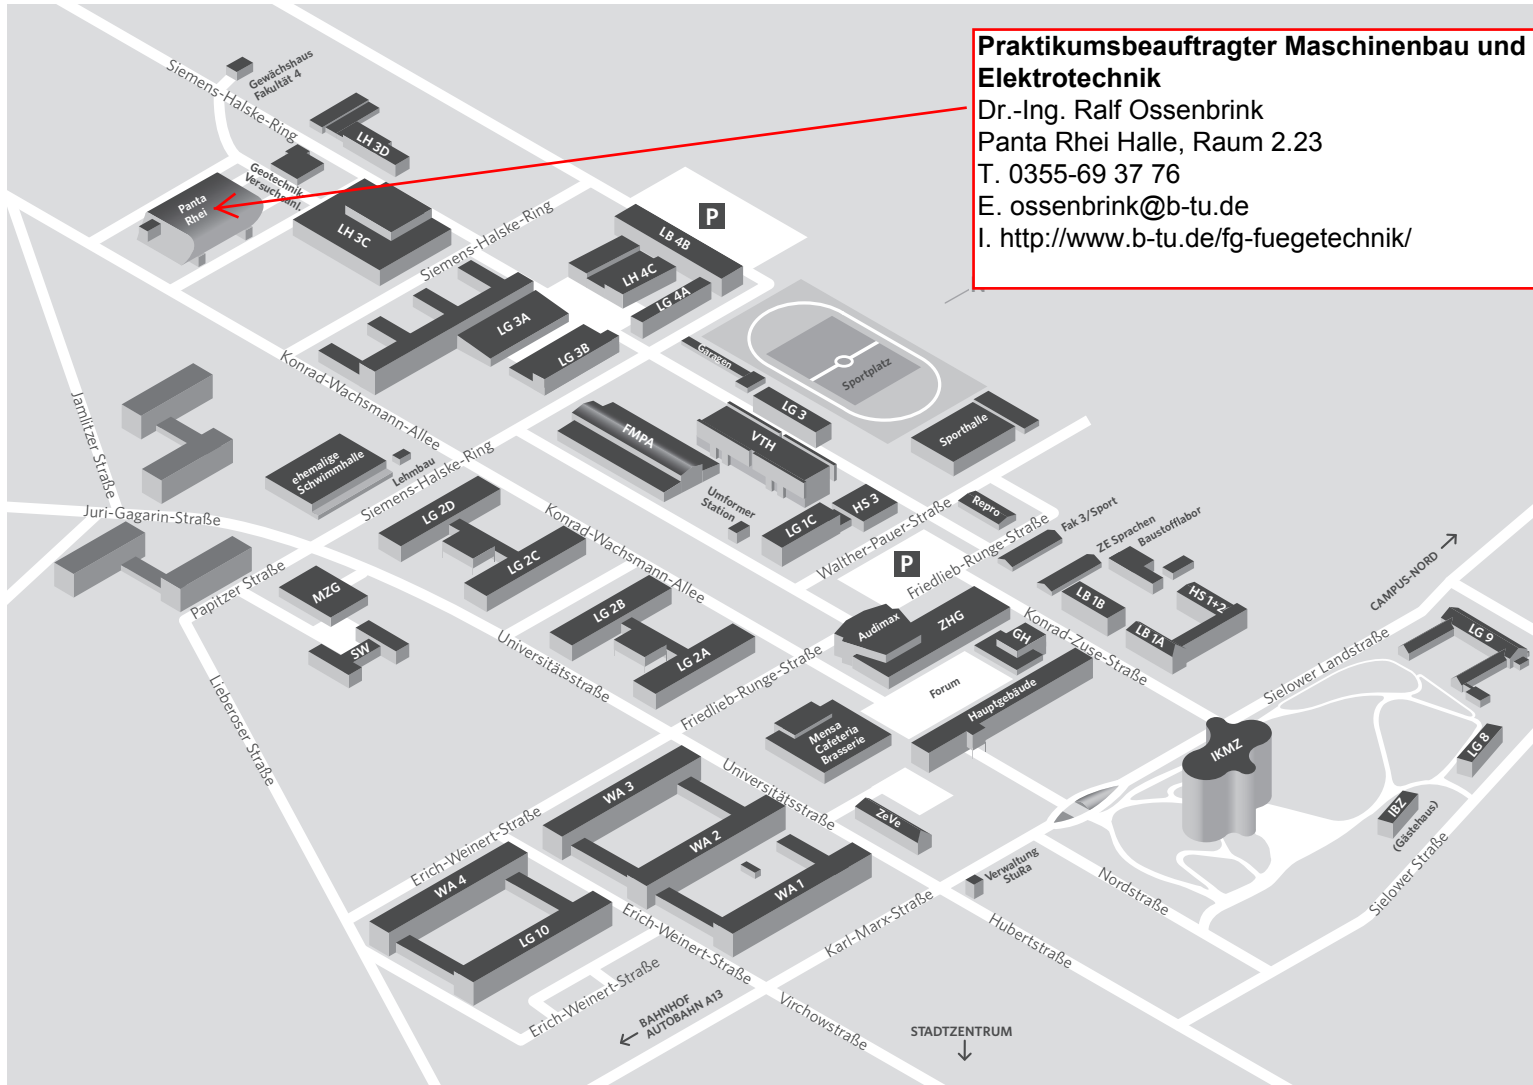 Praktikumsbeauftragter Maschinenbau und
Elektrotechnik
Dr.-Ing. Ralf Ossenbrink
Panta Rhei Halle, Raum 2.23
T. 0355-69 37 76
E. ossenbrink@b-tu.de
I. http://www.b-tu.de/fg-fuegetechnik/
Gewächshaus
Fakultät 4
Siemens-Halske-Ring
LH 3D
Geotechnik
Versuchsanl.
Panta
Rhei
LH 3C
Siemens-Halske-Ring
P
LB 4B
LH 4C
LG 4A
LG 3A
LG 3B
Garagen
Sportplatz
LG 3
Sporthalle
Konrad-Wachsmann-Allee
Jamlitzer Straße
FMPA
VTH
ehemalige
Schwimmhalle
Lehmbau
Siemens-Halske-Ring
Umformer
Station
HS 3
LG 1C
Walther-Pauer-Straße
Repro
Fak 3/Sport
ZE Sprachen
Baustofflabor
Juri-Gagarin-Straße
LG 2D
LG 2C
Konrad-Wachsmann-Allee
P
Friedlieb-Runge-Straße
CAMPUS-NORD
Papitzer Straße
MZG
SW
LG 2B
LG 2A
Universitätsstraße
Audimax
ZHG
GH
Konrad-Zuse-Straße
LB 1B
LB 1A
HS 1+2
LG 9
Sielower Landstraße
Lieberoser Straße
Friedlieb-Runge-Straße
Forum
Hauptgebäude
Mensa
Cafeteria
Brasserie
IKMZ
LG 8
IBZ
(Gästehaus)
Sielower Straße
WA 3
Universitätsstraße
WA 2
ZeVe
Erich-Weinert-Straße
WA 4
WA 1
Verwaltung
StuRa
Nordstraße
LG 10
Erich-Weinert-Straße
Karl-Marx-Straße
Hubertstraße
Erich-Weinert-Straße
BAHNHOF
AUTOBAHN A13
Virchowstraße
STADTZENTRUM